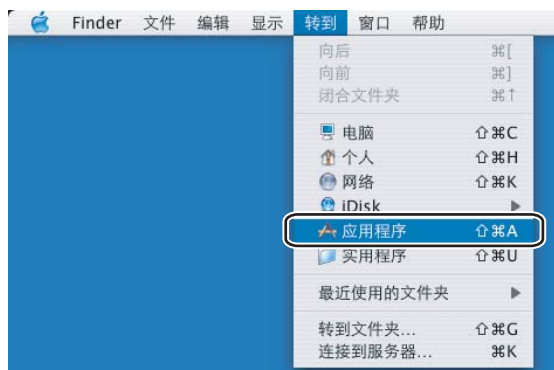 Finder 文件 编辑 显示 转到 窗口 帮助
向后 ⌘[
向前 ⌘]
闭合文件夹 ⌘↑
电脑 ⇧⌘C
个人 ⇧⌘H
网络 ⇧⌘K
iDisk ▶
应用程序 ⇧⌘A
实用程序 ⇧⌘U
最近使用的文件夹 ▶
转到文件夹... ⇧⌘G
连接到服务器... ⌘K